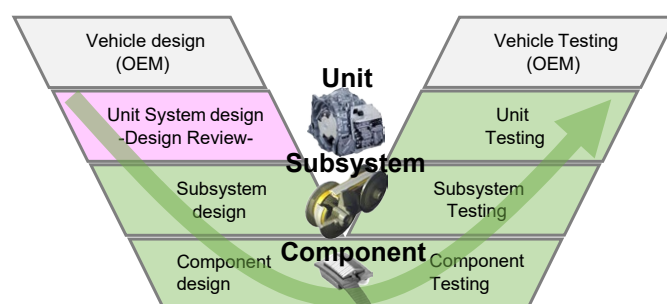 Vehicle design
(OEM)
Vehicle Testing
(OEM)
Unit
Unit System design
-Design Review-
Unit
Testing
Subsystem
Subsystem
design
Subsystem
Testing
Component
Component
design
Component
Testing